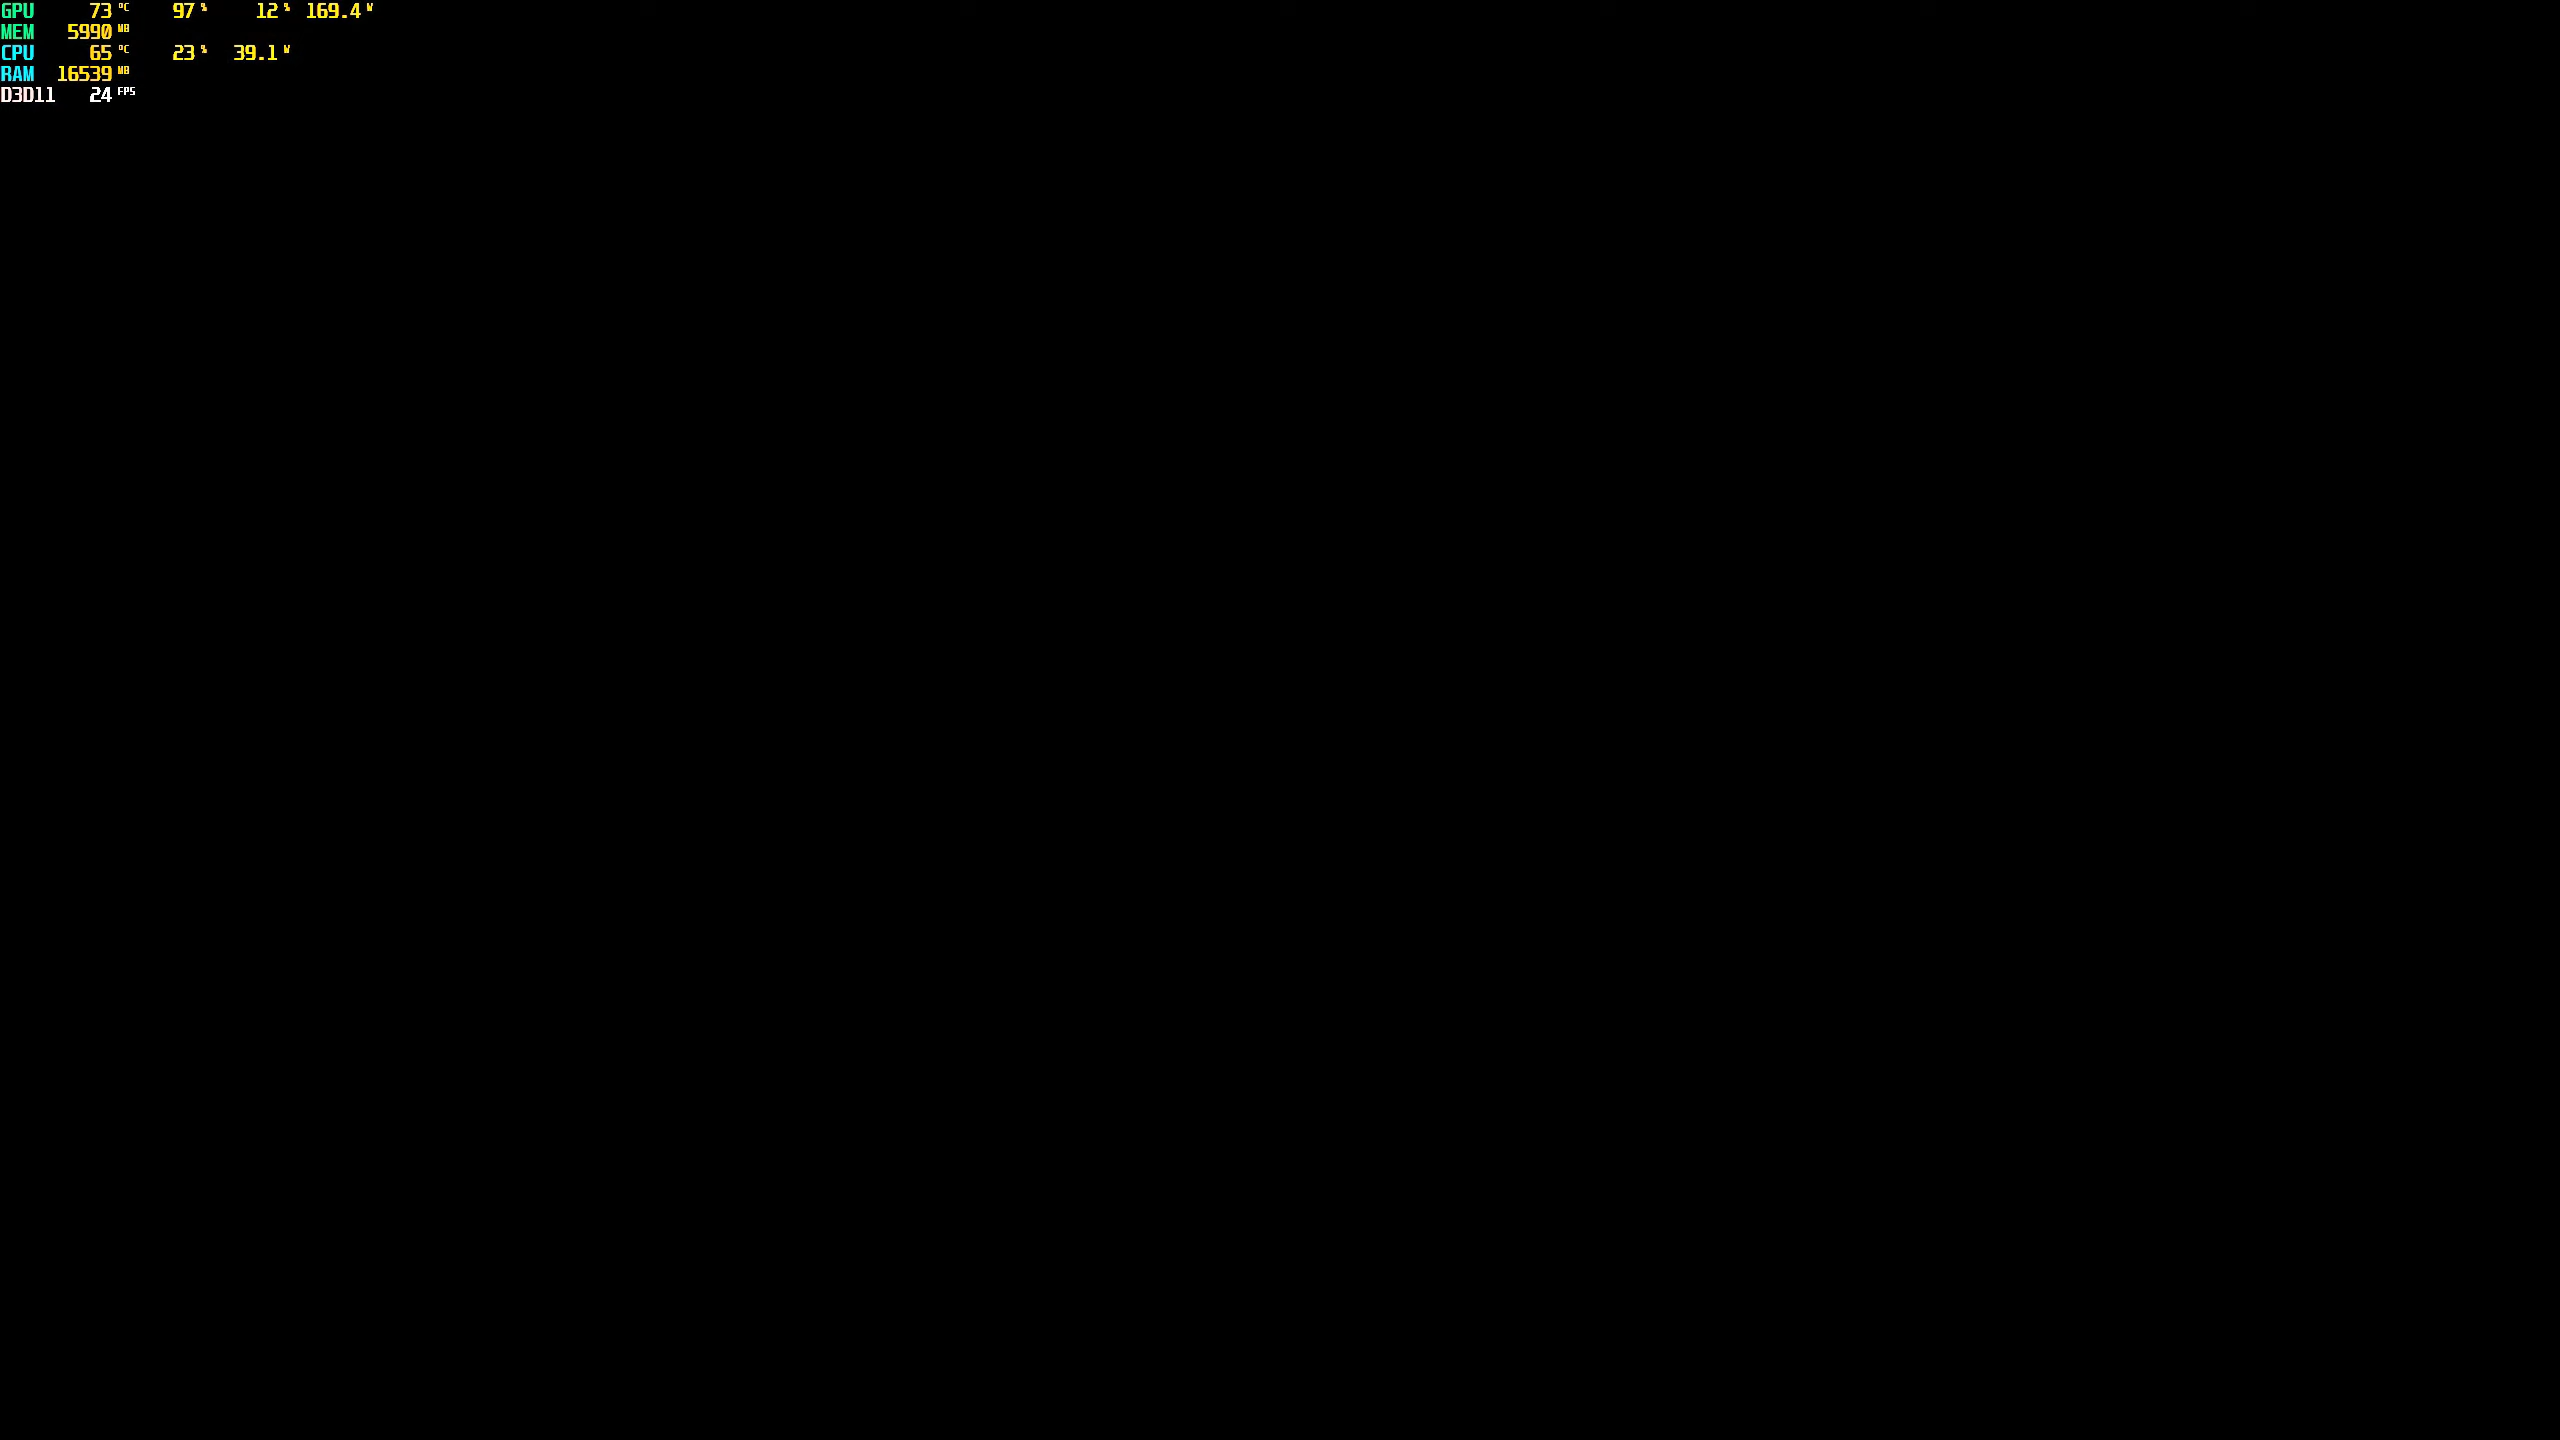 GPU 73 °C 97 % 12 % 169.4 W
MEM 5990 MB
CPU 65 °C 23 % 39.1 W
RAM 16539 MB
D3D11 24 FPS